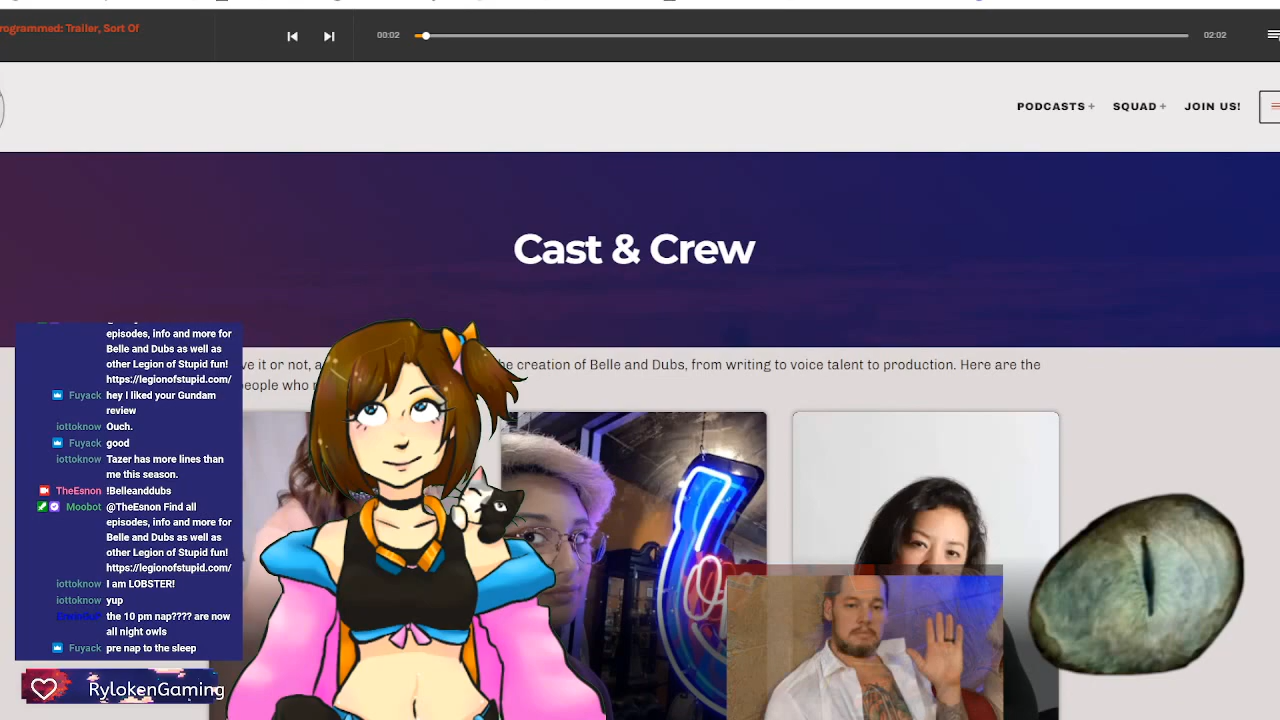 rogrammed: Trailer, Sort Of
00:02
02:02
PODCASTS+
SQUAD+
JOIN US!
Cast & Crew
ve it or not, a
he creation of Belle and Dubs, from writing to voice talent to production. Here are the
people who
episodes, info and more for
Belle and Dubs as well as
other Legion of Stupid fun!
https://legionofstupid.com/
Fuyack hey I liked your Gundam
review
iottoknow Ouch.
Fuyack good
iottoknow Tazer has more lines than
me this season.
TheEsnon !Belleanddubs
Moobot @TheEsnon Find all
episodes, info and more for
Belle and Dubs as well as
other Legion of Stupid fun!
https://legionofstupid.com/
iottoknow I am LOBSTER!
iottoknow yup
the 10 pm nap???? are now
all night owls
Fuyack pre nap to the sleep
RylokenGaming